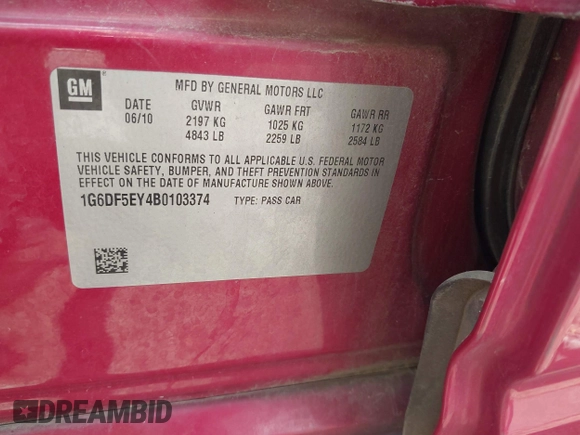 GM
MFD BY GENERAL MOTORS LLC
DATE GVWR GAWR FRT GAWR RR
06/10 2197 KG 1025 KG 1172 KG
4843 LB 2259 LB 2584 LB
THIS VEHICLE CONFORMS TO ALL APPLICABLE U.S. FEDERAL MOTOR
VEHICLE SAFETY, BUMPER, AND THEFT PREVENTION STANDARDS IN
EFFECT ON THE DATE OF MANUFACTURE SHOWN ABOVE.
1G6DF5EY4B0103374 TYPE: PASS CAR
DREAMBID